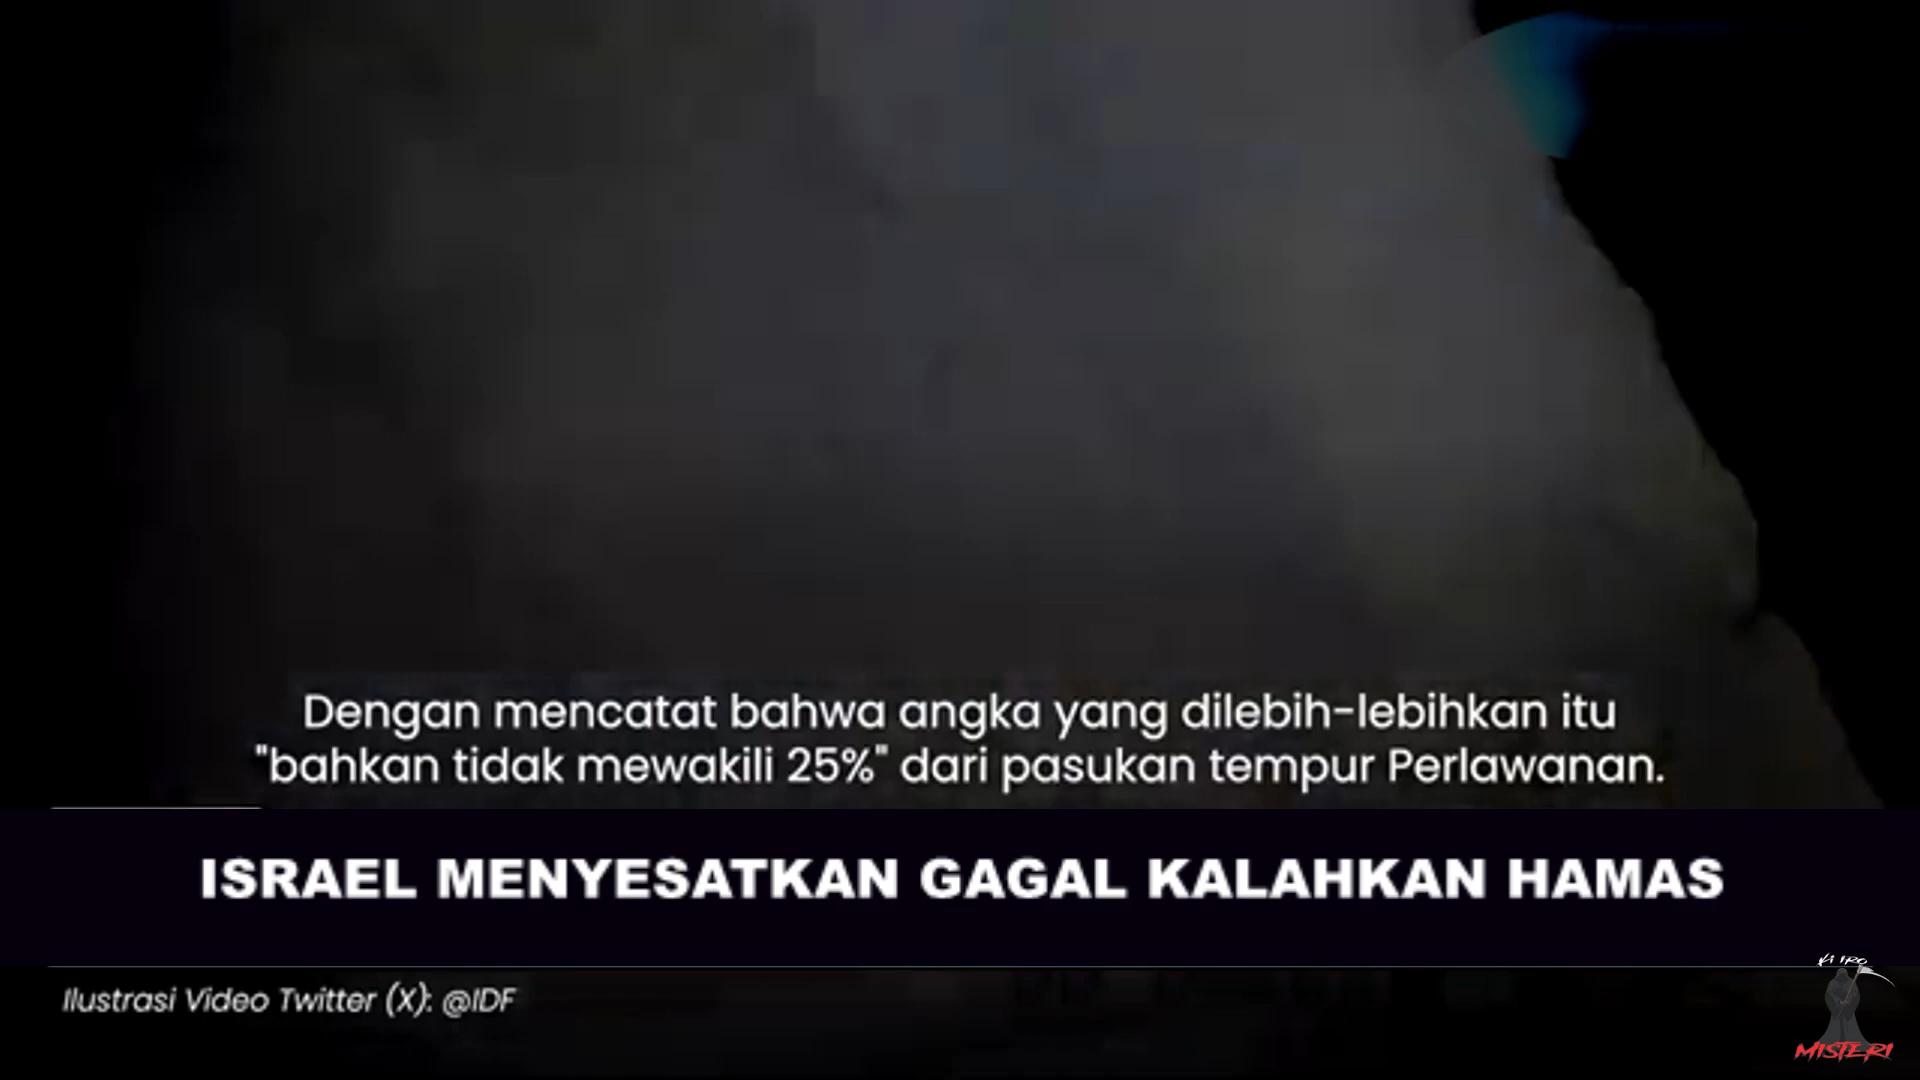 Dengan mencatat bahwa angka yang dilebih-lebihkan itu
"bahkan tidak mewakili 25%" dari pasukan tempur Perlawanan.
ISRAEL MENYESATKAN GAGAL KALAHKAN HAMAS
Ilustrasi Video Twitter (X): @IDF
MISTERI